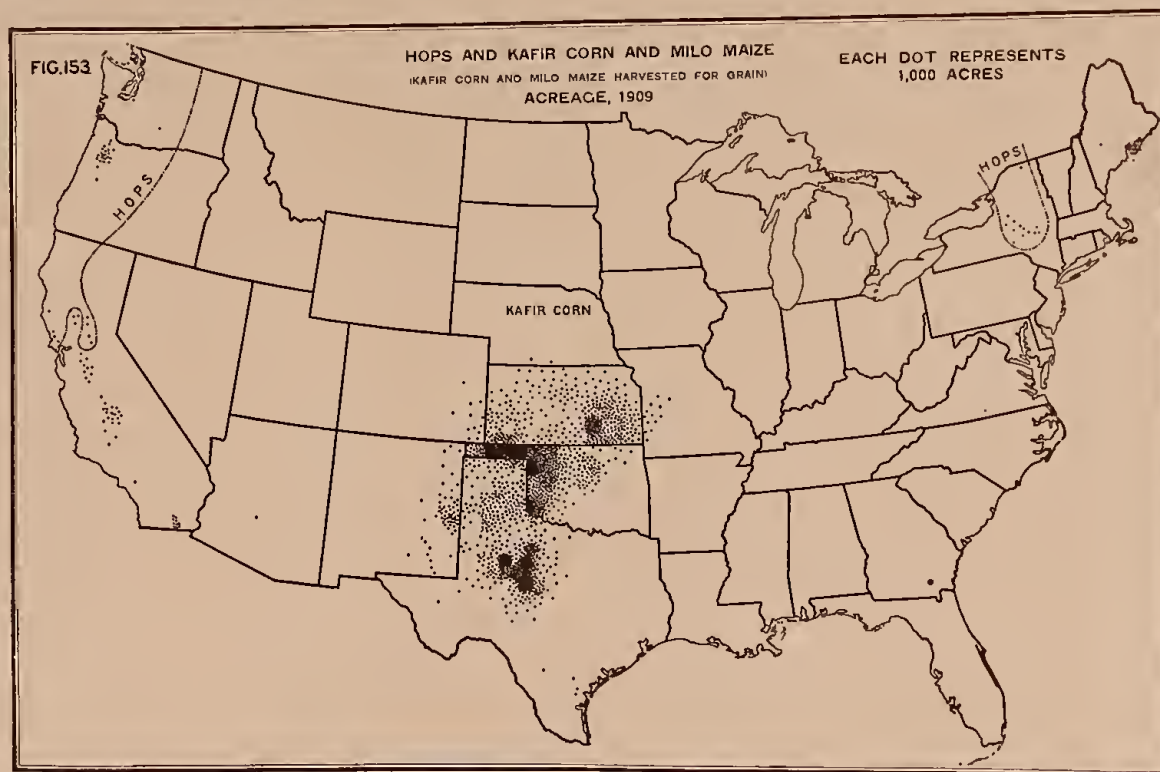 FIG.153
HOPS AND KAFIR CORN AND MILO MAIZE
(KAFIR CORN AND MILO MAIZE HARVESTED FOR GRAIN)
ACREAGE, 1909
EACH DOT REPRESENTS
1,000 ACRES
HOPS
HOPS
KAFIR CORN